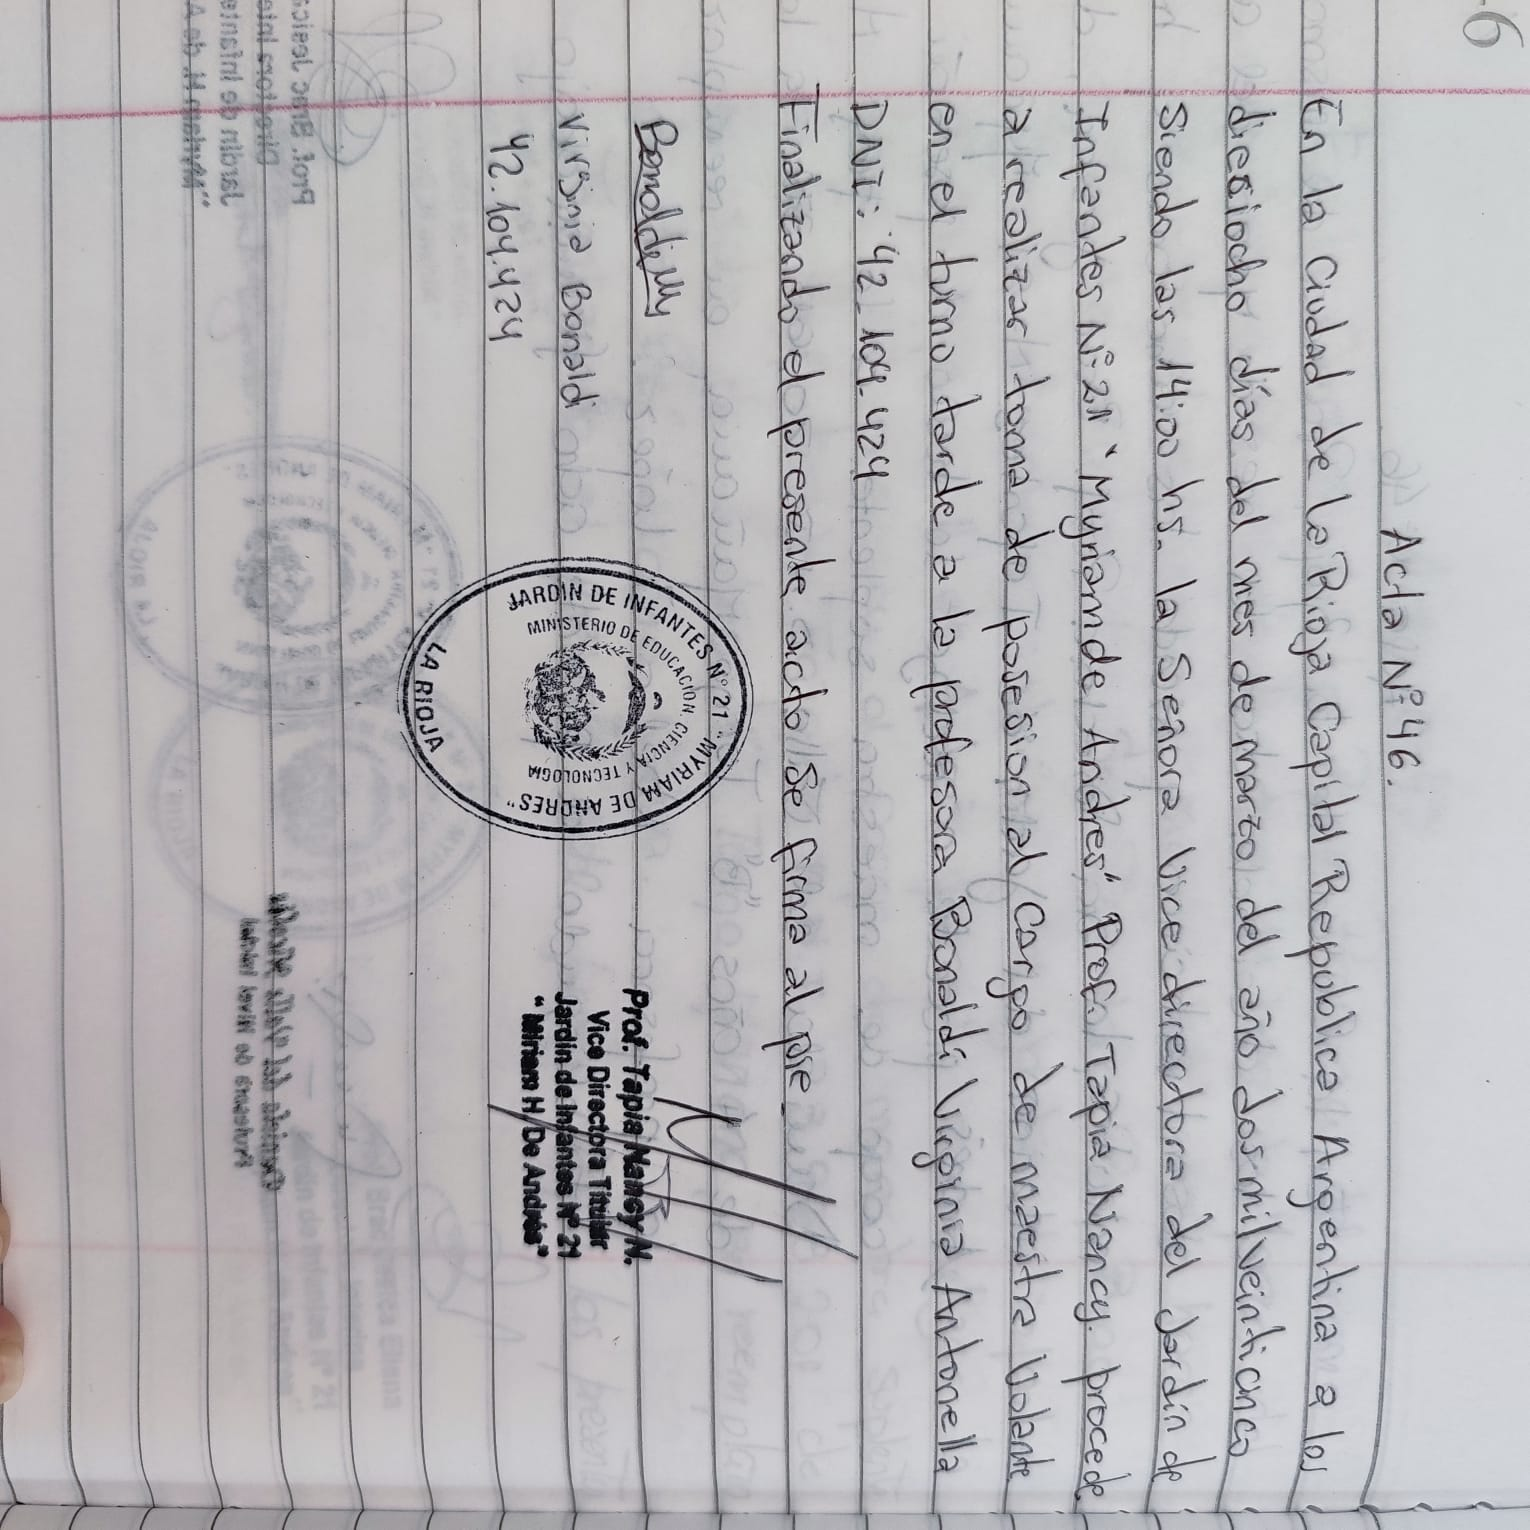 6
Acta N° 46.
En la Ciudad de la Rioja Capital Republica Argentina a los
diesiocho días del mes de marzo del año dos mil veinticinco
Siendo las 14:00 hs. la Señora Vice directora del Jardín de
Infantes N° 21 "Myriam de Andres" Prof. Tapia Nancy. procede
a realizar toma de posesion al Cargo de maestra Volante
en el turno tarde a la profesora Bonaldi Virginia Antonella
DNI: 42.104.424
Finalizando el presente acto se firma al pie.
Virginia Bonaldi
42.104.424
JARDIN DE INFANTES N° 21 "MYRIAM DE ANDRES"
MINISTERIO DE EDUCACIÓN, CIENCIA Y TECNOLOGÍA
LA RIOJA
Prof. Tapia Nancy N.
Vice Directora Titular
Jardin de Infantes N° 21
"Miriam H De Andrés"